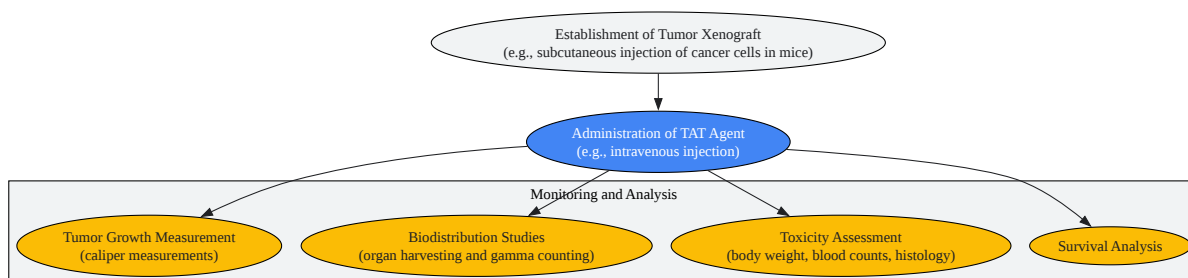 Establishment of Tumor Xenograft
(e.g., subcutaneous injection of cancer cells in mice)
Administration of TAT Agent
(e.g., intravenous injection)
Monitoring and Analysis
Tumor Growth Measurement
(caliper measurements)
Biodistribution Studies
(organ harvesting and gamma counting)
Toxicity Assessment
(body weight, blood counts, histology)
Survival Analysis